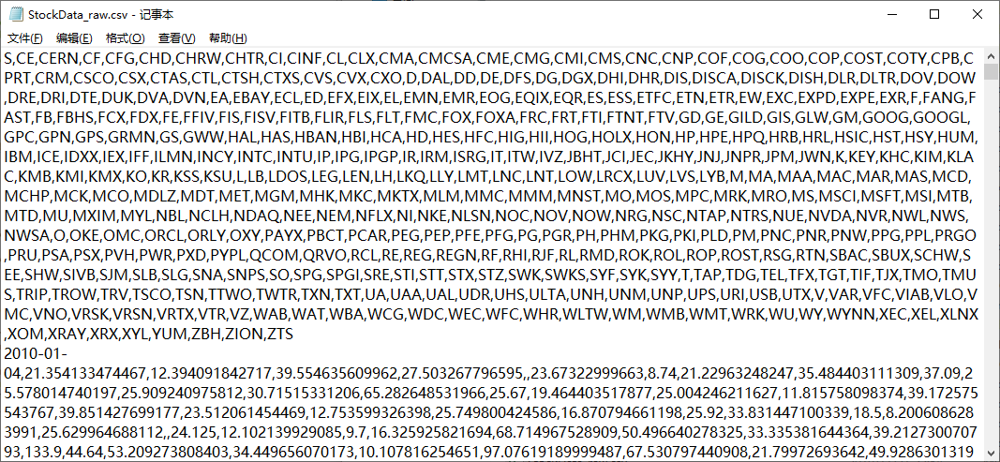 StockData_raw.csv - 记事本
文件(F) 编辑(E) 格式(O) 查看(V) 帮助(H)
S,CE,CERN,CF,CFG,CHD,CHRW,CHTR,CI,CINF,CL,CLX,CMA,CMCSA,CME,CMG,CMI,CMS,CNC,CNP,COF,COG,COO,COP,COST,COTY,CPB,C
PRT,CRM,CSCO,CSX,CTAS,CTL,CTSH,CTXS,CVS,CVX,CXO,D,DAL,DD,DE,DFS,DG,DGX,DHI,DHR,DIS,DISCA,DISCK,DISH,DLR,DLTR,DOV,DOW
,DRE,DRI,DTE,DUK,DVA,DVN,EA,EBAY,ECL,ED,EFX,EIX,EL,EMN,EMR,EOG,EQIX,EQR,ES,ESS,ETFC,ETN,ETR,EW,EXC,EXPD,EXPE,EXR,F,FANG,F
AST,FB,FBHS,FCX,FDX,FE,FFIV,FIS,FISV,FITB,FLIR,FLS,FLT,FMC,FOX,FOXA,FRC,FRT,FTI,FTNT,FTV,GD,GE,GILD,GIS,GLW,GM,GOOG,GOOGL,
GPC,GPN,GPS,GRMN,GS,GWW,HAL,HAS,HBAN,HBI,HCA,HD,HES,HFC,HIG,HII,HOG,HOLX,HON,HP,HPE,HPQ,HRB,HRL,HSIC,HST,HSY,HUM,
IBM,ICE,IDXX,IEX,IFF,ILMN,INCY,INTC,INTU,IP,IPG,IPGP,IR,IRM,ISRG,IT,ITW,IVZ,JBHT,JCI,JEC,JKHY,JNJ,JNPR,JPM,JWN,K,KEY,KHC,KIM,KLA
C,KMB,KMI,KMX,KO,KR,KSS,KSU,L,LB,LDOS,LEG,LEN,LH,LKQ,LLY,LMT,LNC,LNT,LOW,LRCX,LUV,LVS,LYB,M,MA,MAA,MAC,MAR,MAS,MCD,
MCHP,MCK,MCO,MDLZ,MDT,MET,MGM,MHK,MKC,MKTX,MLM,MMC,MMM,MNST,MO,MOS,MPC,MRK,MRO,MS,MSCI,MSFT,MSI,MTB,
MTD,MU,MXIM,MYL,NBL,NCLH,NDAQ,NEE,NEM,NFLX,NI,NKE,NLSN,NOC,NOV,NOW,NRG,NSC,NTAP,NTRS,NUE,NVDA,NVR,NWL,NWS,
NWSA,O,OKE,OMC,ORCL,ORLY,OXY,PAYX,PBCT,PCAR,PEG,PEP,PFE,PFG,PG,PGR,PH,PHM,PKG,PKI,PLD,PM,PNC,PNR,PNW,PPG,PPL,PRGO
,PRU,PSA,PSX,PVH,PWR,PXD,PYPL,QCOM,QRVO,RCL,RE,REG,REGN,RF,RHI,RJF,RL,RMD,ROK,ROL,ROP,ROST,RSG,RTN,SBAC,SBUX,SCHW,S
EE,SHW,SIVB,SJM,SLB,SLG,SNA,SNPS,SO,SPG,SPGI,SRE,STI,STT,STX,STZ,SWK,SWKS,SYF,SYK,SYY,T,TAP,TDG,TEL,TFX,TGT,TIF,TJX,TMO,TMU
S,TRIP,TROW,TRV,TSCO,TSN,TTWO,TWTR,TXN,TXT,UA,UAA,UAL,UDR,UHS,ULTA,UNH,UNM,UNP,UPS,URI,USB,UTX,V,VAR,VFC,VIAB,VLO,V
MC,VNO,VRSK,VRSN,VRTX,VTR,VZ,WAB,WAT,WBA,WCG,WDC,WEC,WFC,WHR,WLTW,WM,WMB,WMT,WRK,WU,WY,WYNN,XEC,XEL,XLNX
,XOM,XRAY,XRX,XYL,YUM,ZBH,ZION,ZTS
2010-01-
04,21.354133474467,12.394091842717,39.554635609962,27.503267796595,,23.67322999663,8.74,21.22963248247,35.484403111309,37.09,2
5.578014740197,25.909240975812,30.71515331206,65.282648531966,25.67,19.464403517877,25.004246211627,11.815758098374,39.172575
543767,39.851427699177,23.512061454469,12.753599326398,25.749800424586,16.870794661198,25.92,33.831447100339,18.5,8.200608628
3991,25.629964688112,,24.125,12.102139929085,9.7,16.325925821694,68.714967528909,50.496640278325,33.335381644364,39.2127300707
93,133.9,44.64,53.209273808403,34.449656070173,10.107816254651,97.07619189999487,67.530797440908,21.79972693642,49.9286301319